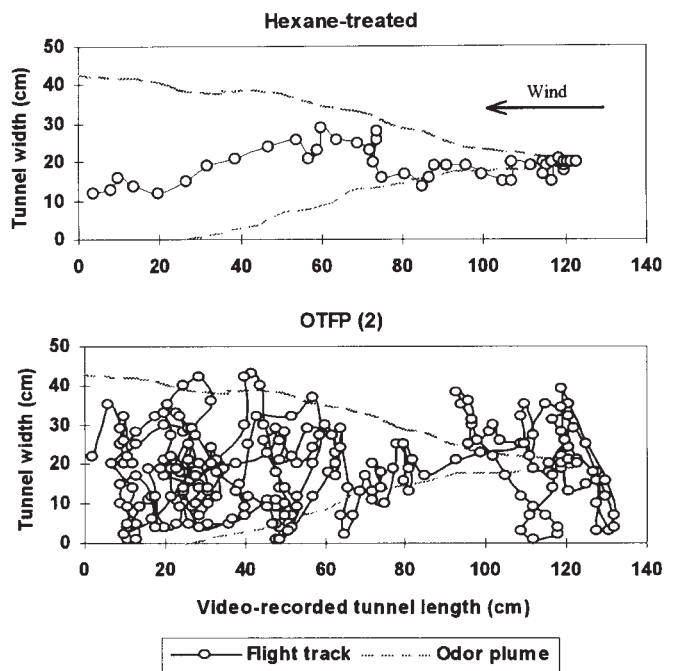 Hexane-treated
Tunnel width (cm)
50
40
30
20
10
0
Wind
0 20 40 60 80 100 120 140
OTFP (2)
Tunnel width (cm)
50
40
30
20
10
0
0 20 40 60 80 100 120 140
Video-recorded tunnel length (cm)
Flight track Odor plume